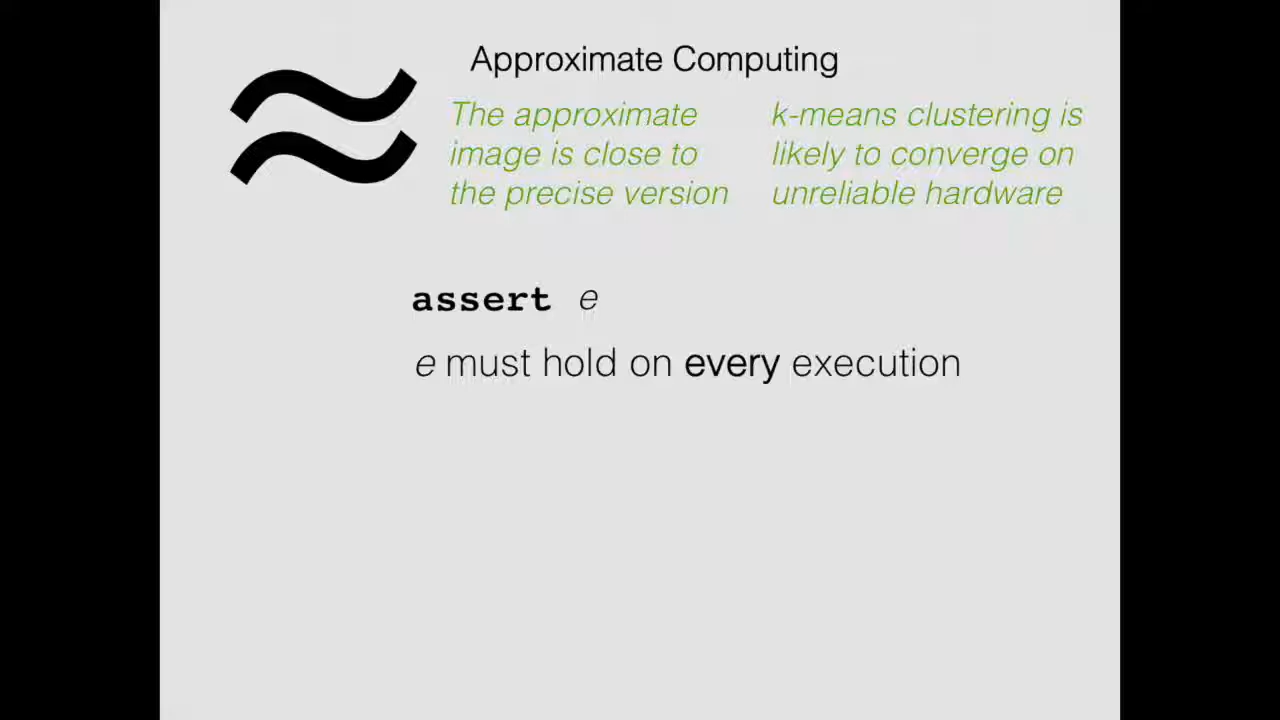 Approximate Computing
The approximate
image is close to
the precise version
k-means clustering is
likely to converge on
unreliable hardware
assert e
e must hold on every execution